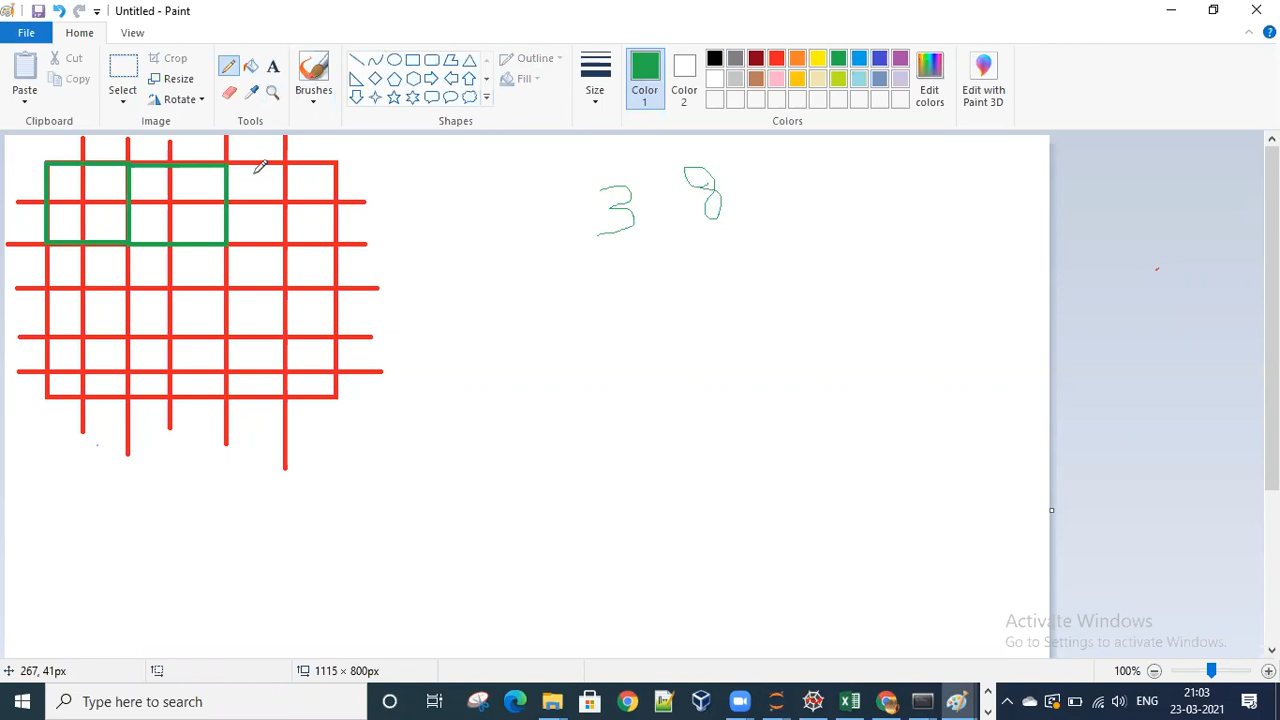 Untitled - Paint
File Home View
Paste
Cut
Copy
Clipboard
Select
Crop
Resize
Rotate
Image
A
Tools
Brushes
Outline
Fill
Shapes
Size
Color 1
Color 2
Edit colors
Edit with Paint 3D
Colors
3 8
Activate Windows
Go to Settings to activate Windows.
267, 41px
1115 × 800px
100%
Type here to search
ENG
21:03
23-03-2021